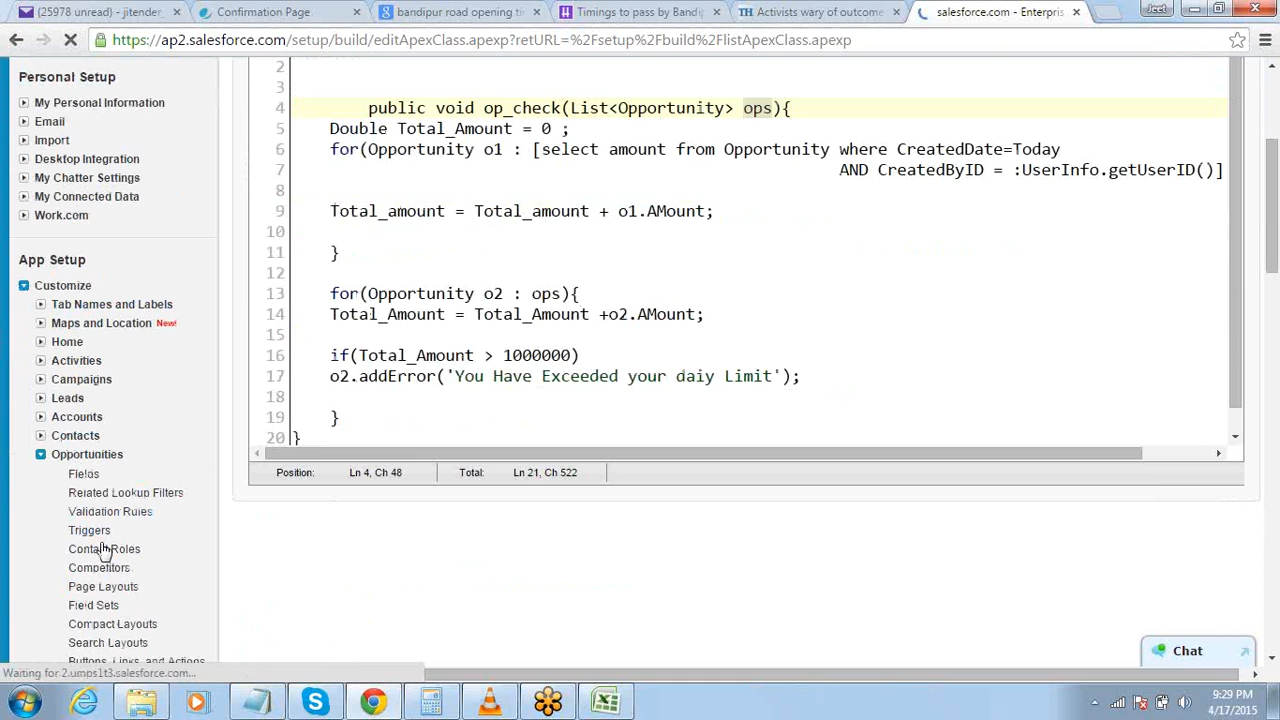 (25978 unread) - jitender_
Confirmation Page
bandipur road opening ti
Timings to pass by Bandip
TH Activists wary of outcome
salesforce.com - Enterpris
Jeet
https://ap2.salesforce.com/setup/build/editApexClass.apexp?retURL=%2Fsetup%2Fbuild%2FlistApexClass.apexp
Personal Setup
My Personal Information
Email
Import
Desktop Integration
My Chatter Settings
My Connected Data
Work.com
App Setup
Customize
Tab Names and Labels
Maps and Location New!
Home
Activities
Campaigns
Leads
Accounts
Contacts
Opportunities
Fields
Related Lookup Filters
Validation Rules
Triggers
Contact Roles
Competitors
Page Layouts
Field Sets
Compact Layouts
Search Layouts
Buttons, Links, and Actions
2
3
4 public void op_check(List<Opportunity> ops){
5 Double Total_Amount = 0 ;
6 for(Opportunity o1 : [select amount from Opportunity where CreatedDate=Today
7 AND CreatedByID = :UserInfo.getUserID()]
8
9 Total_amount = Total_amount + o1.AMount;
10
11 }
12
13 for(Opportunity o2 : ops){
14 Total_Amount = Total_Amount +o2.AMount;
15
16 if(Total_Amount > 1000000)
17 o2.addError('You Have Exceeded your daiy Limit');
18
19 }
20 }
Position: Ln 4, Ch 48 Total: Ln 21, Ch 522
Chat
Waiting for 2.umps1t3.salesforce.com...
9:29 PM
4/17/2015